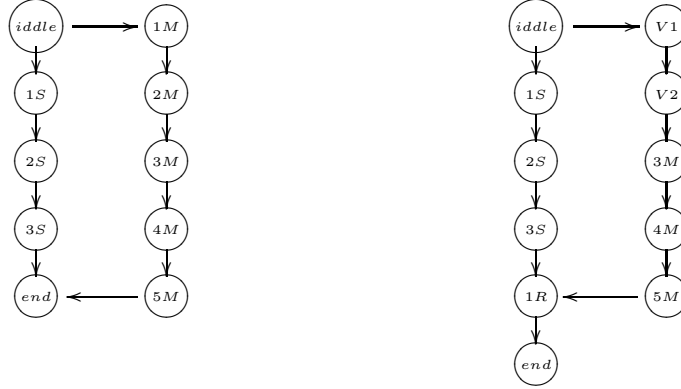 iddle 1M iddle V1
1S 2M 1S V2
2S 3M 2S 3M
3S 4M 3S 4M
end 5M 1R 5M
end